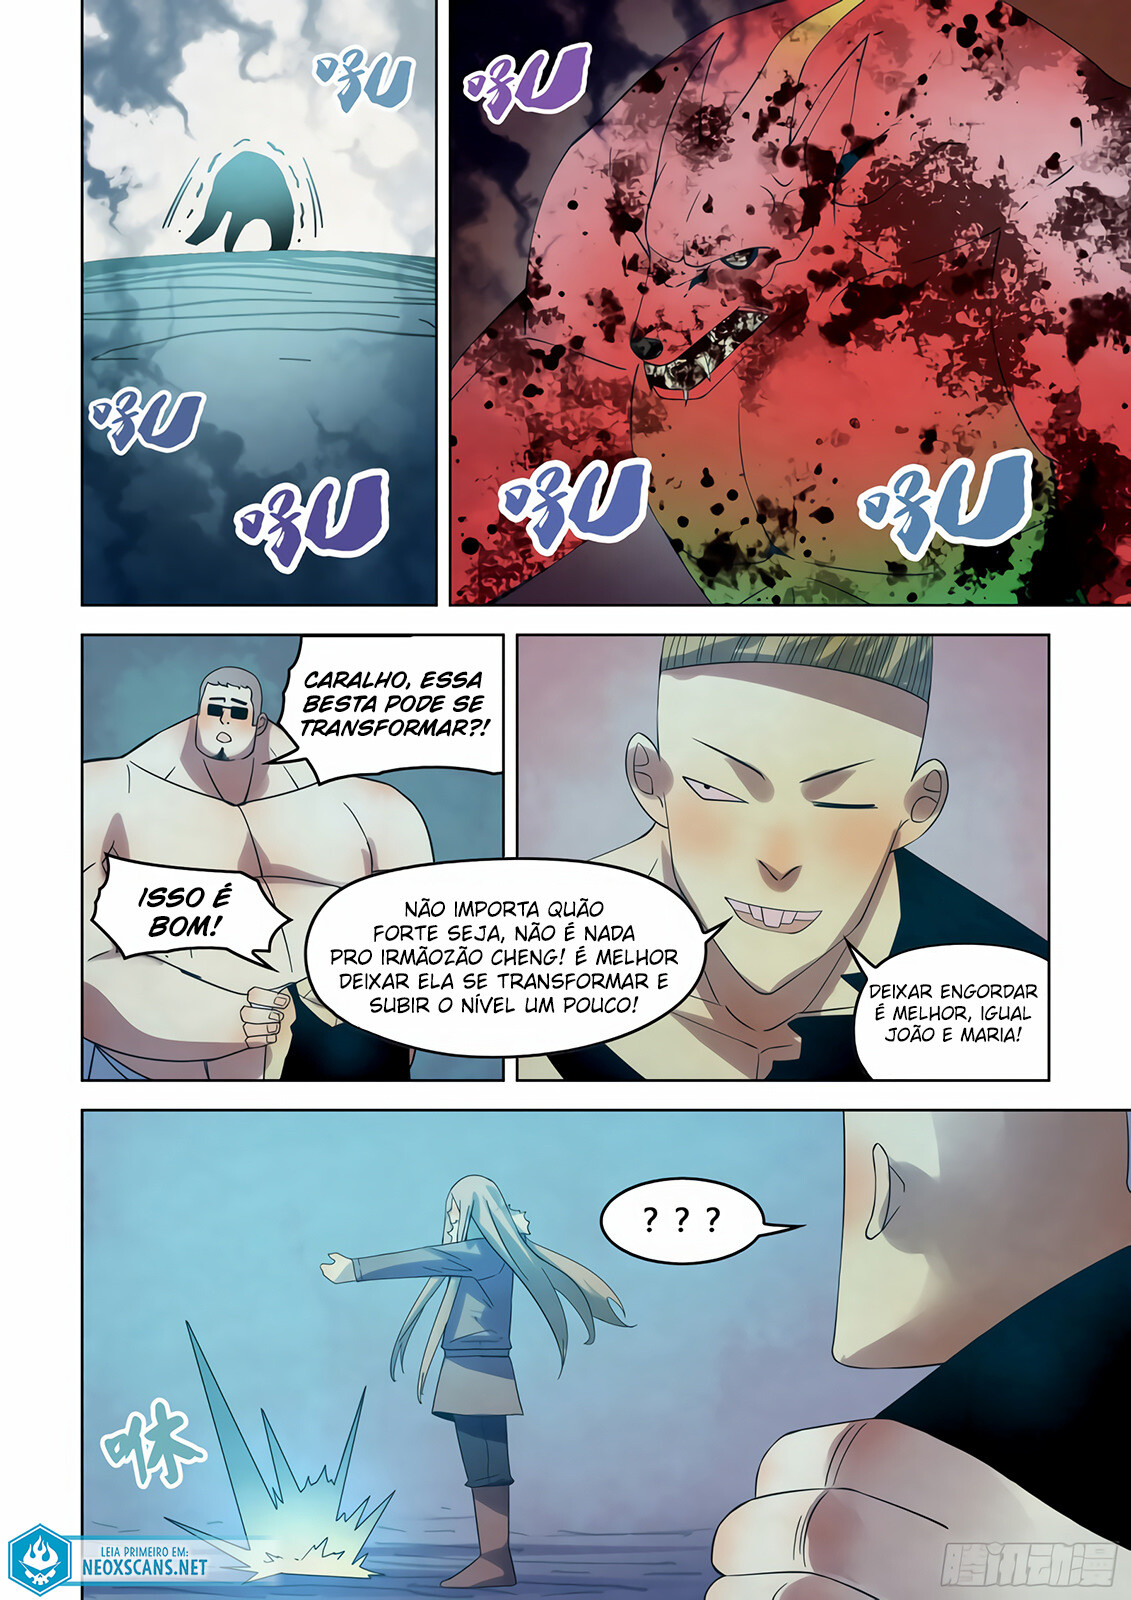 吼
吼
吼
吼
吼
吼
CARALHO, ESSA
BESTA PODE SE
TRANSFORMAR?!
ISSO É
BOM!
NÃO IMPORTA QUÃO
FORTE SEJA, NÃO É NADA
PRO IRMÃOZÃO CHENG! É MELHOR
DEIXAR ELA SE TRANSFORMAR E
SUBIR O NÍVEL UM POUCO!
DEIXAR ENGORDAR
É MELHOR, IGUAL
JOÃO E MARIA!
? ? ?
咻
LEIA PRIMEIRO EM:
NEOXSCANS.NET
腾讯动漫